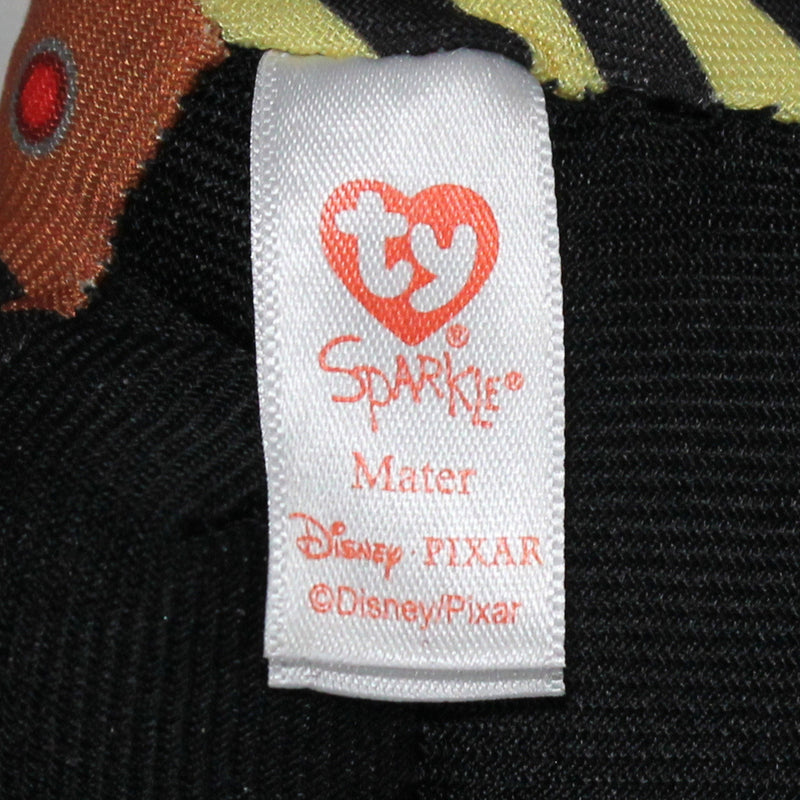 ty®
SPARKLE®
Mater
Disney · PIXAR
©Disney/Pixar